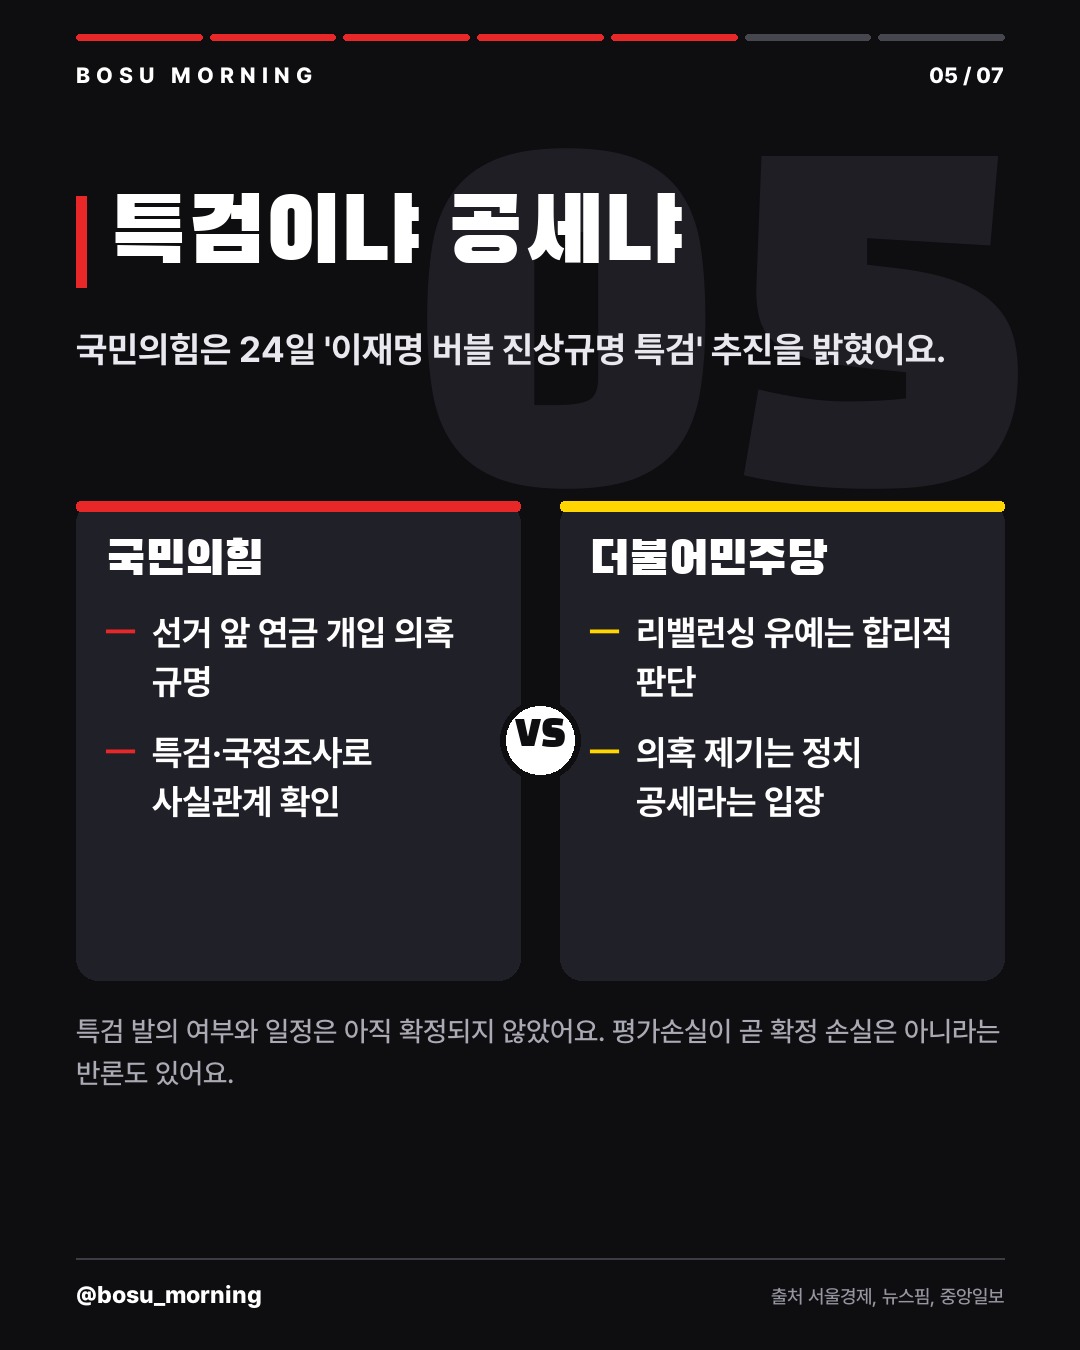 BOSU MORNING
05 / 07
05
특검이냐 공세냐
국민의힘은 24일 '이재명 버블 진상규명 특검' 추진을 밝혔어요.
국민의힘
선거 앞 연금 개입 의혹
규명
특검·국정조사로
사실관계 확인
VS
더불어민주당
리밸런싱 유예는 합리적
판단
의혹 제기는 정치
공세라는 입장
특검 발의 여부와 일정은 아직 확정되지 않았어요. 평가손실이 곧 확정 손실은 아니라는
반론도 있어요.
@bosu_morning
출처 서울경제, 뉴스핌, 중앙일보